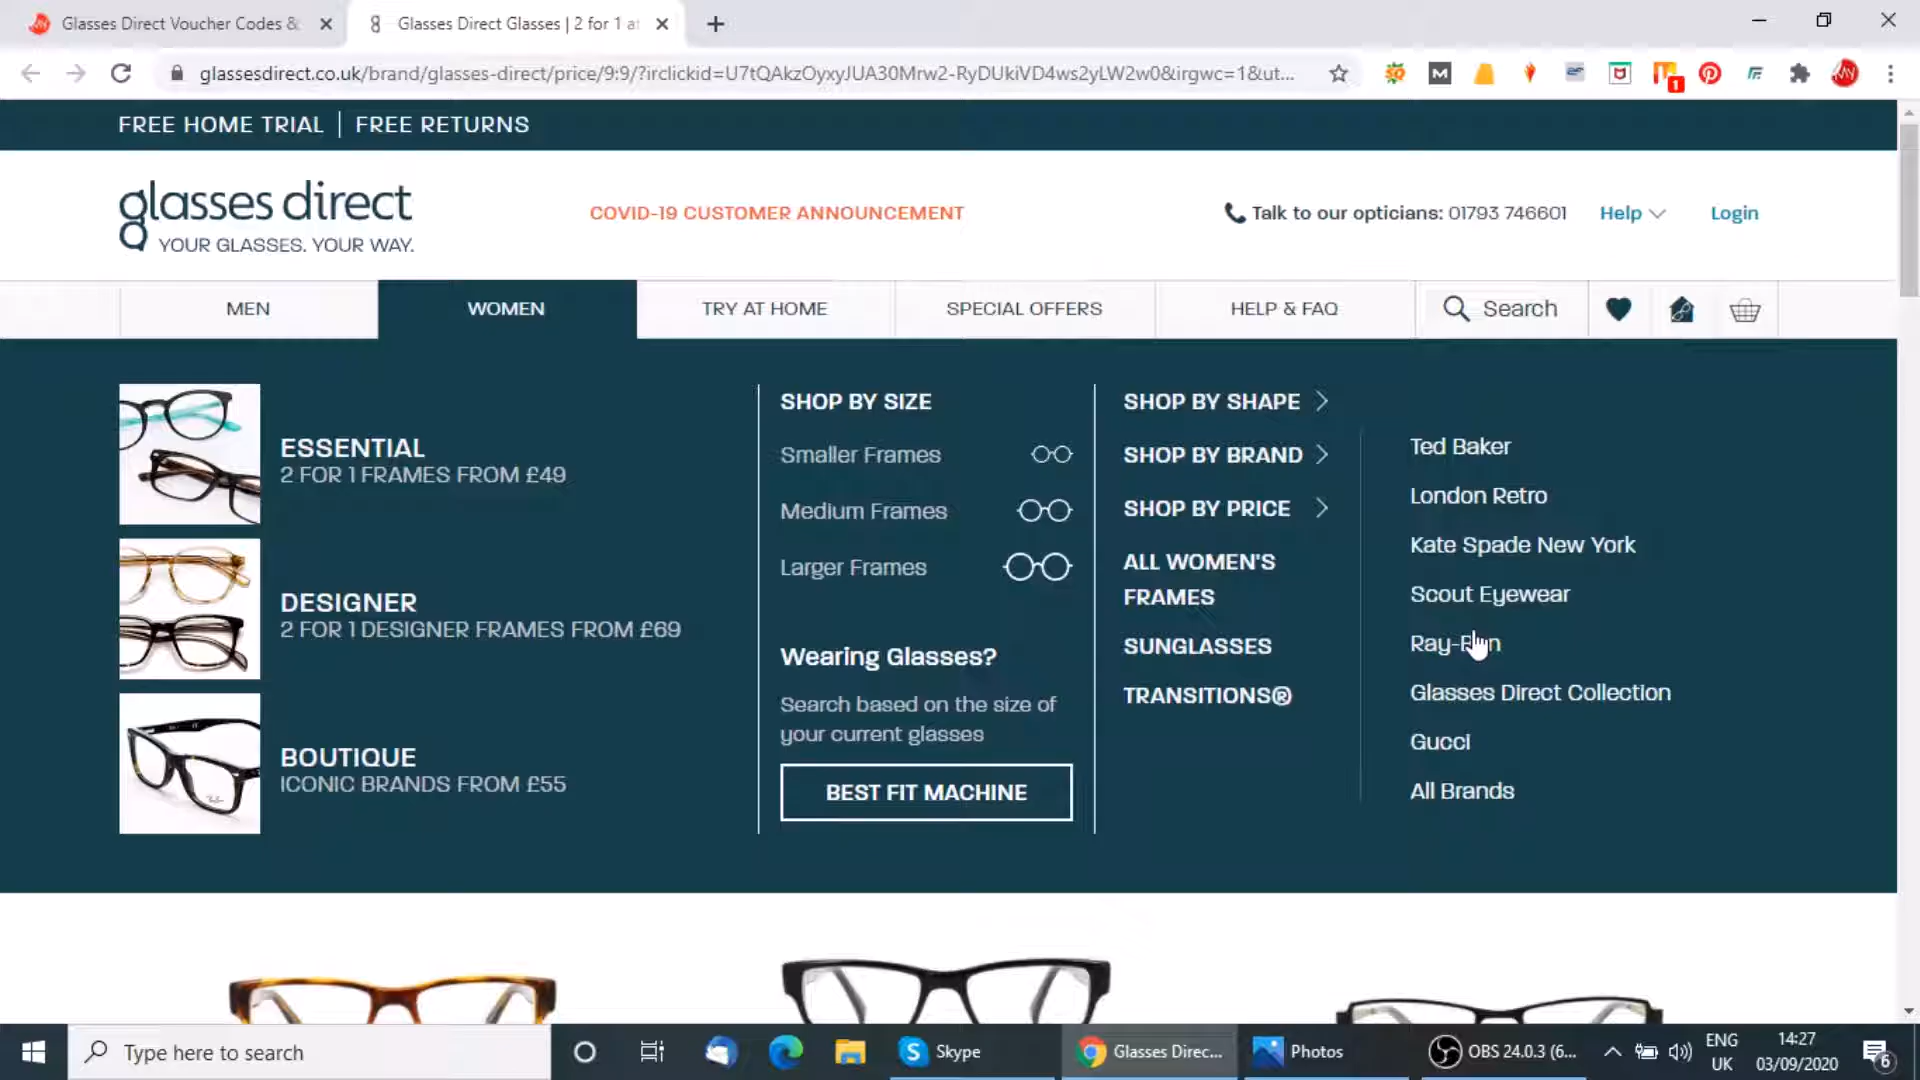 Glasses Direct Voucher Codes &
Glasses Direct Glasses | 2 for 1 at
glassesdirect.co.uk/brand/glasses-direct/price/9:9/?irclickid=U7tQAkzOyxyJUA30Mrw2-RyDUkiVD4ws2yLW2w0&irgwc=1&ut...
FREE HOME TRIAL | FREE RETURNS
glasses direct
YOUR GLASSES. YOUR WAY.
COVID-19 CUSTOMER ANNOUNCEMENT
Talk to our opticians: 01793 746601
Help
Login
MEN
WOMEN
TRY AT HOME
SPECIAL OFFERS
HELP & FAQ
Search
ESSENTIAL
2 FOR 1 FRAMES FROM £49
DESIGNER
2 FOR 1 DESIGNER FRAMES FROM £69
BOUTIQUE
ICONIC BRANDS FROM £55
SHOP BY SIZE
Smaller Frames
Medium Frames
Larger Frames
Wearing Glasses?
Search based on the size of
your current glasses
BEST FIT MACHINE
SHOP BY SHAPE
SHOP BY BRAND
SHOP BY PRICE
ALL WOMEN'S
FRAMES
SUNGLASSES
TRANSITIONS®
Ted Baker
London Retro
Kate Spade New York
Scout Eyewear
Ray-Ban
Glasses Direct Collection
Gucci
All Brands
Type here to search
Skype
Glasses Direc...
Photos
OBS 24.0.3 (6...
ENG
UK
14:27
03/09/2020
6